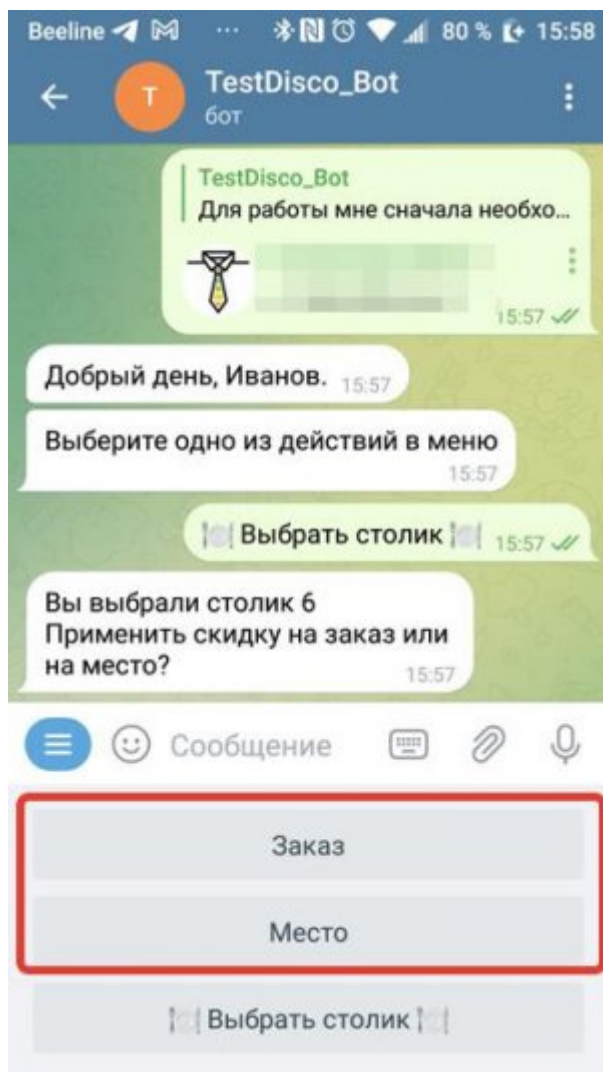 Beeline ... 80 % 15:58
T TestDisco_Bot
бот
TestDisco_Bot
Для работы мне сначала необхо...
15:57
Добрый день, Иванов. 15:57
Выберите одно из действий в меню
15:57
Выбрать столик 15:57
Вы выбрали столик 6
Применить скидку на заказ или
на место? 15:57
Сообщение
Заказ
Место
Выбрать столик